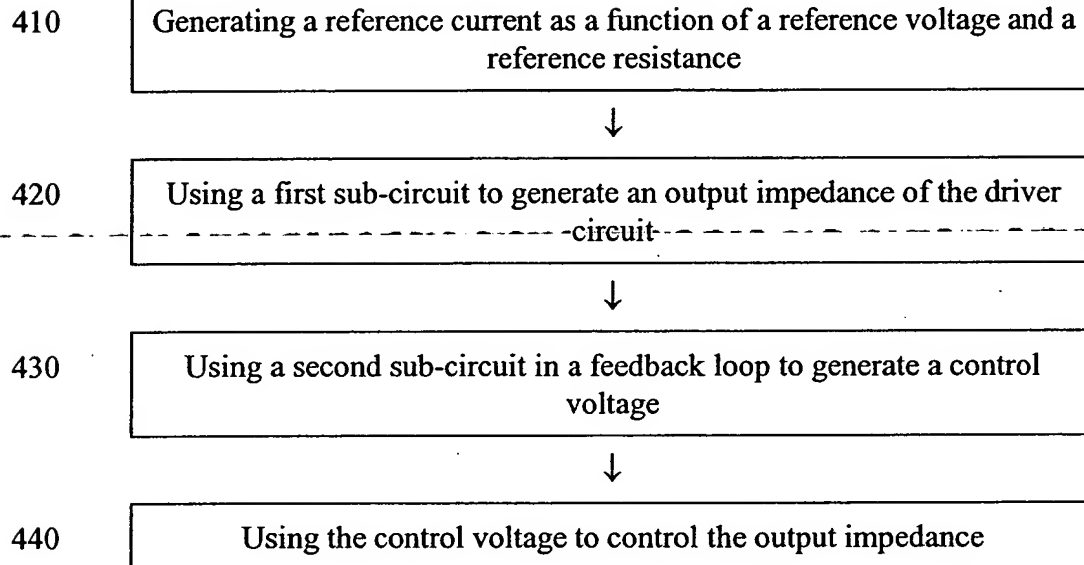 410 Generating a reference current as a function of a reference voltage and a
reference resistance
↓
420 Using a first sub-circuit to generate an output impedance of the driver
circuit
↓
430 Using a second sub-circuit in a feedback loop to generate a control
voltage
↓
440 Using the control voltage to control the output impedance